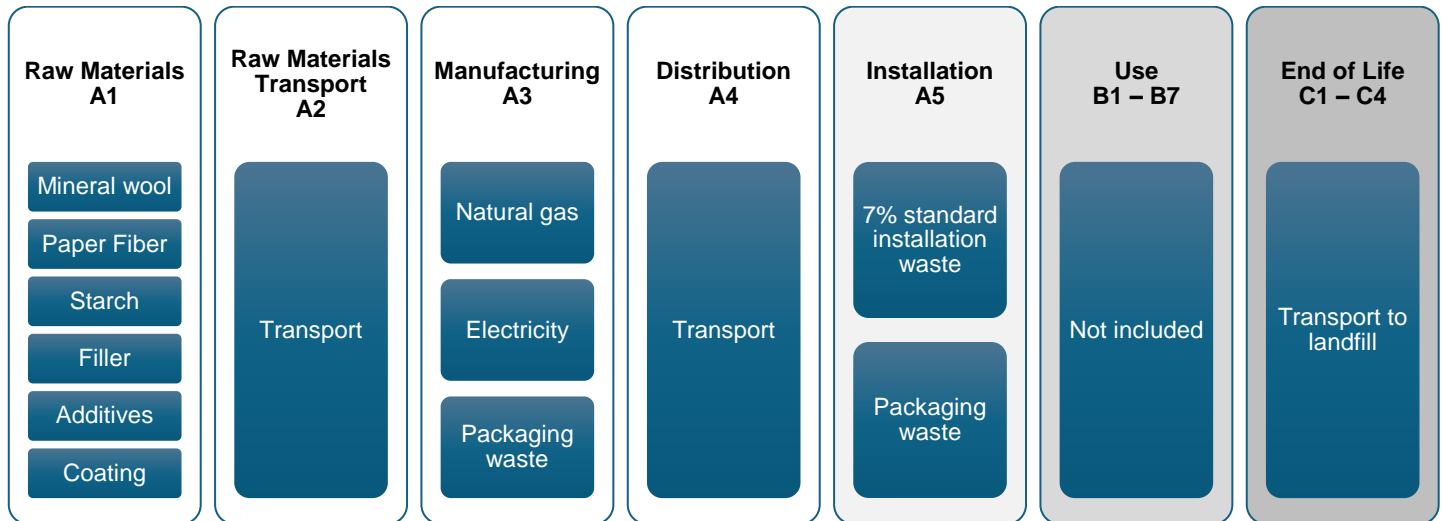 Raw Materials
A1
Mineral wool
Paper Fiber
Starch
Filler
Additives
Coating
Raw Materials
Transport
A2
Transport
Manufacturing
A3
Natural gas
Electricity
Packaging
waste
Distribution
A4
Transport
Installation
A5
7% standard
installation
waste
Packaging
waste
Use
B1 – B7
Not included
End of Life
C1 – C4
Transport to
landfill